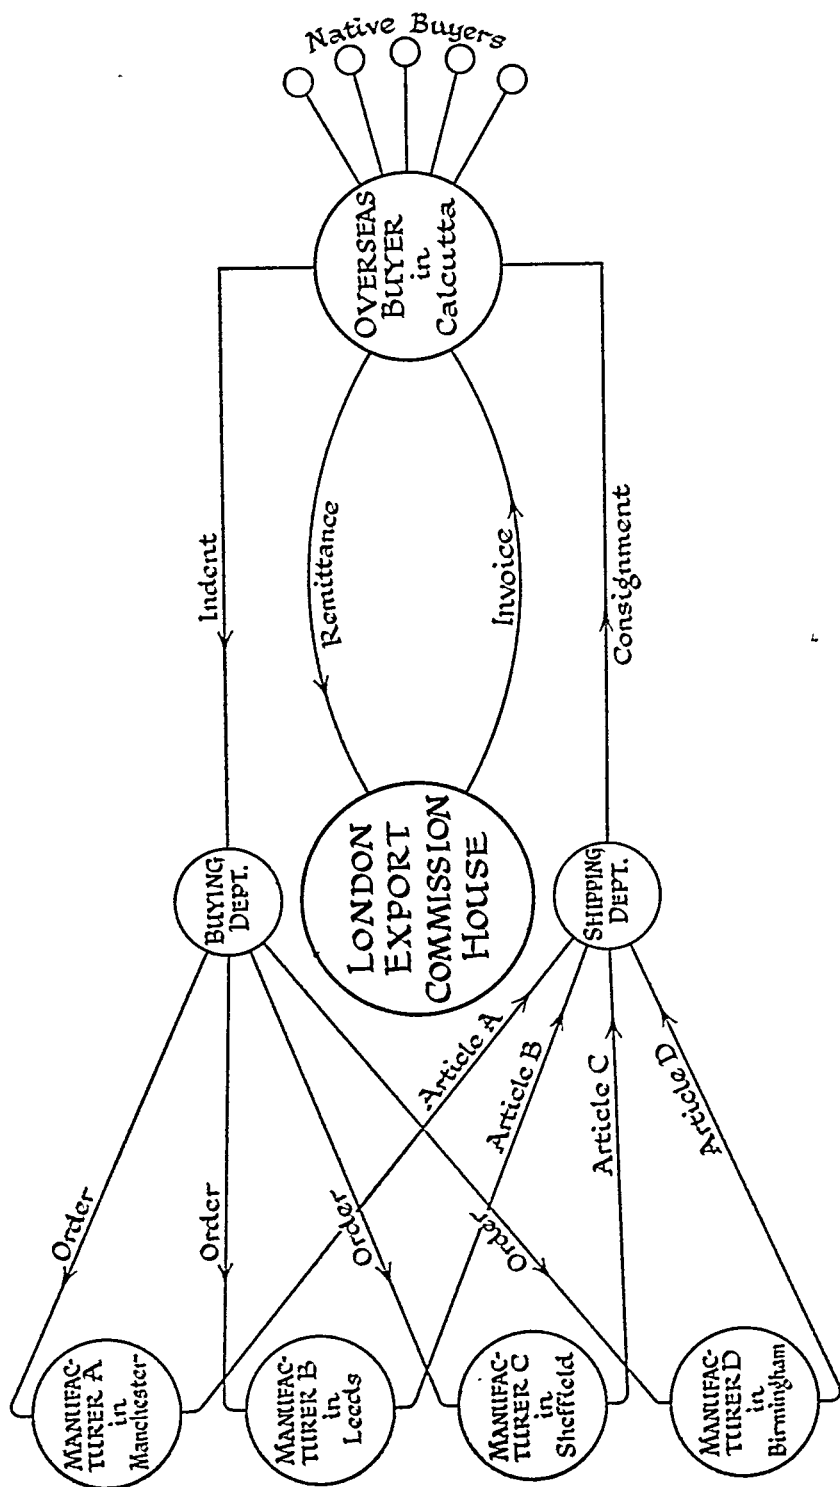 Native Buyers
OVERSEAS
BUYER
in
Calcutta
Indent
Remittance
Invoice
Consignment
BUYING
DEPT.
LONDON
EXPORT
COMMISSION
HOUSE
SHIPPING
DEPT.
Order
Order
Order
Order
Article A
Article B
Article C
Article D
MANUFAC-
TURER A
in
Manchester
MANUFAC-
TURER B
in
Leeds
MANUFAC-
TURER C
in
Sheffield
MANUFAC-
TURER D
in
Birmingham